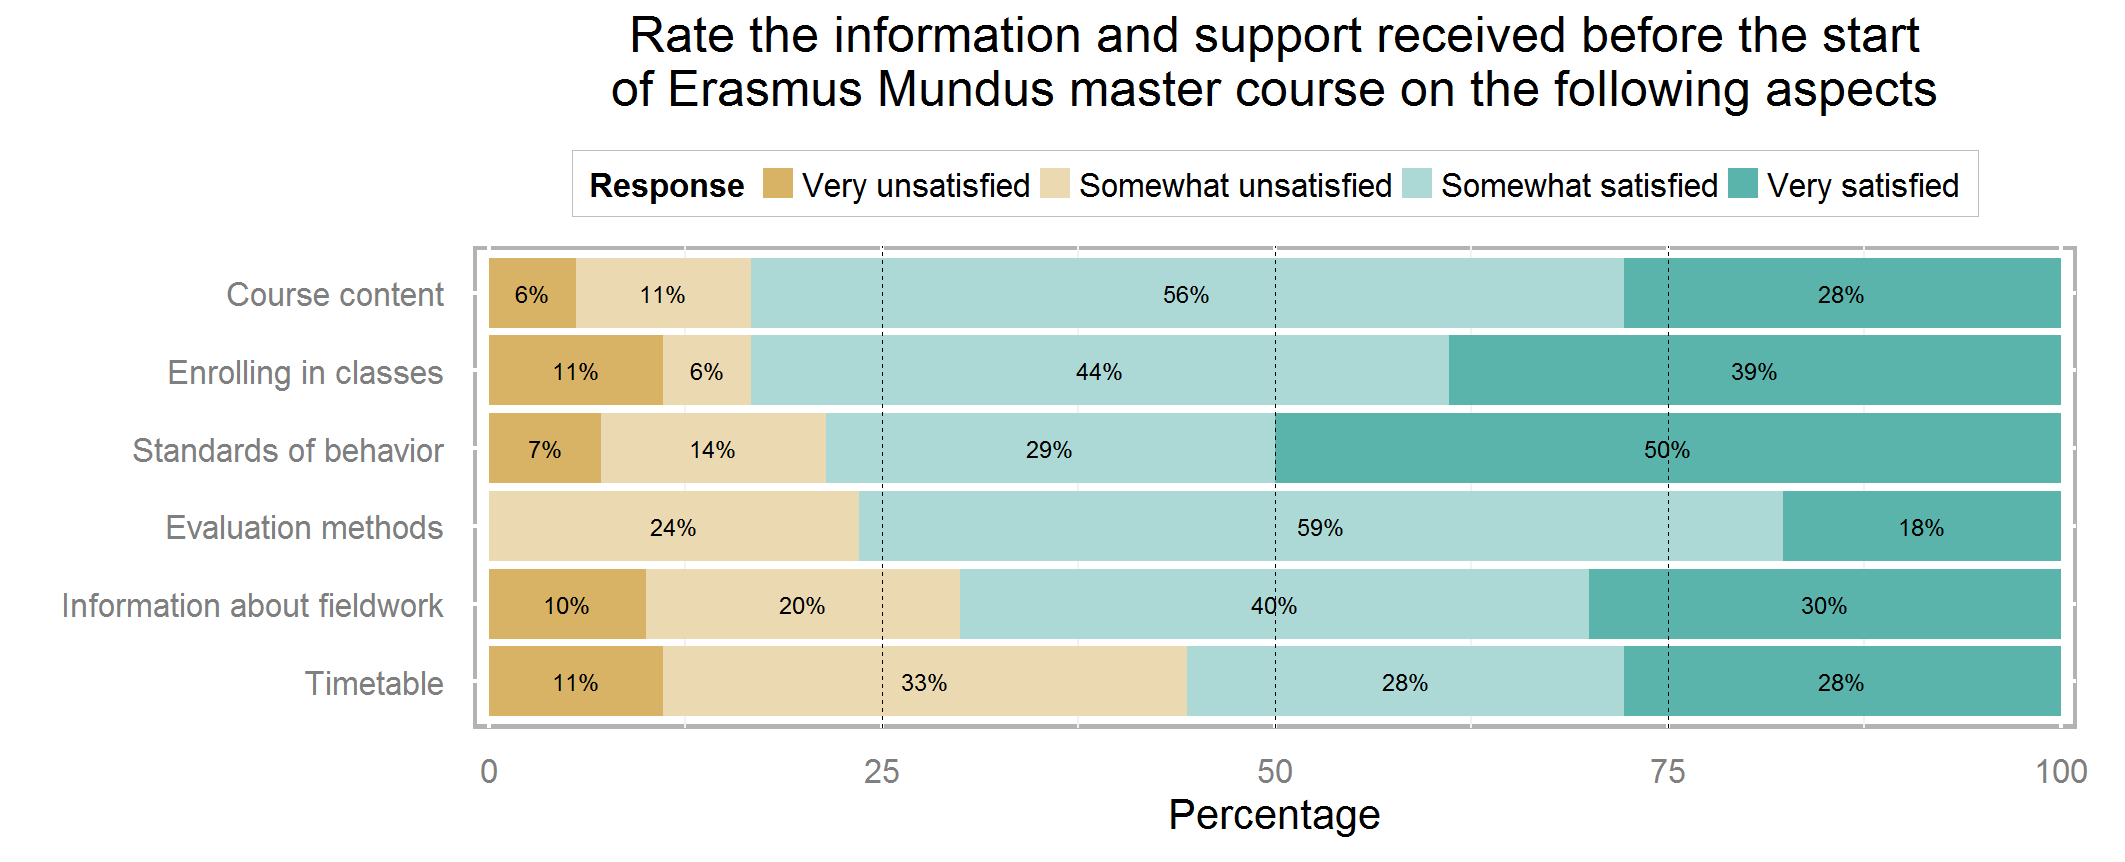 Rate the information and support received before the start
of Erasmus Mundus master course on the following aspects
Response Very unsatisfied Somewhat unsatisfied Somewhat satisfied Very satisfied
Course content 6% 11% 56% 28%
Enrolling in classes 11% 6% 44% 39%
Standards of behavior 7% 14% 29% 50%
Evaluation methods 24% 59% 18%
Information about fieldwork 10% 20% 40% 30%
Timetable 11% 33% 28% 28%
0 25 50 75 100
Percentage